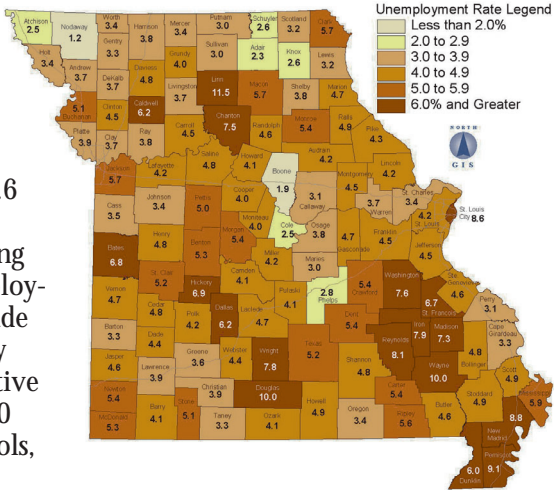 Unemployment Rate Legend
Less than 2.0%
2.0 to 2.9
3.0 to 3.9
4.0 to 4.9
5.0 to 5.9
6.0% and Greater
NORTH
GIS
Atchison 2.5
Nodaway 1.2
Worth 3.4
Harrison 3.8
Mercer 3.4
Putnam 3.0
Schuyler 2.6
Scotland 3.2
Clark 5.7
Holt 3.4
Andrew 3.7
Gentry 3.3
DeKalb 3.7
Daviess 4.8
Grundy 4.0
Sullivan 3.0
Adair 2.3
Knox 2.6
Lewis 3.2
Buchanan 5.1
Clinton 4.5
Caldwell 6.2
Livingston 3.7
Linn 11.5
Macon 5.7
Shelby 3.8
Marion 4.7
Platte 3.9
Clay 3.7
Ray 3.8
Carroll 4.5
Chariton 7.5
Randolph 4.6
Monroe 5.4
Ralls 4.9
Pike 4.3
Jackson 5.7
Lafayette 4.2
Saline 4.8
Howard 4.1
Boone 1.9
Audrain 4.2
Callaway 3.1
Montgomery 4.5
Lincoln 4.2
Warren 3.7
St. Charles 3.4
St. Louis 4.2
St. Louis City 8.6
Cass 3.5
Johnson 3.4
Pettis 5.0
Cooper 4.0
Moniteau 4.0
Cole 2.5
Osage 3.8
Gasconade 4.7
Franklin 4.5
Jefferson 4.5
Bates 6.8
Henry 4.8
Benton 5.3
Morgan 5.4
Miller 4.2
Maries 3.0
Phelps 2.8
Crawford 5.4
Washington 7.6
St. Francois 6.7
Ste Genevieve 4.6
Perry 3.1
Vernon 4.7
St. Clair 5.2
Hickory 6.9
Camden 4.1
Pulaski 4.1
Dent 5.4
Iron 7.9
Madison 7.3
Cape Girardeau 3.3
Barton 3.3
Cedar 4.8
Polk 4.2
Dallas 6.2
Laclede 4.7
Texas 5.2
Reynolds 8.1
Wayne 10.0
Bollinger 4.8
Scott 4.9
Jasper 4.6
Dade 4.4
Greene 3.6
Webster 4.4
Wright 7.8
Shannon 4.8
Carter 5.4
Stoddard 4.9
Mississippi 5.9
Newton 5.4
Lawrence 3.9
Christian 3.9
Douglas 10.0
Howell 4.9
Oregon 3.4
Ripley 5.6
Butler 4.6
New Madrid 8.8
McDonald 5.3
Barry 4.1
Stone 5.1
Taney 3.3
Ozark 4.1
Dunklin 6.0
Pemiscot 9.1
.6
ng
loy-
de
y
tive
0
ols,